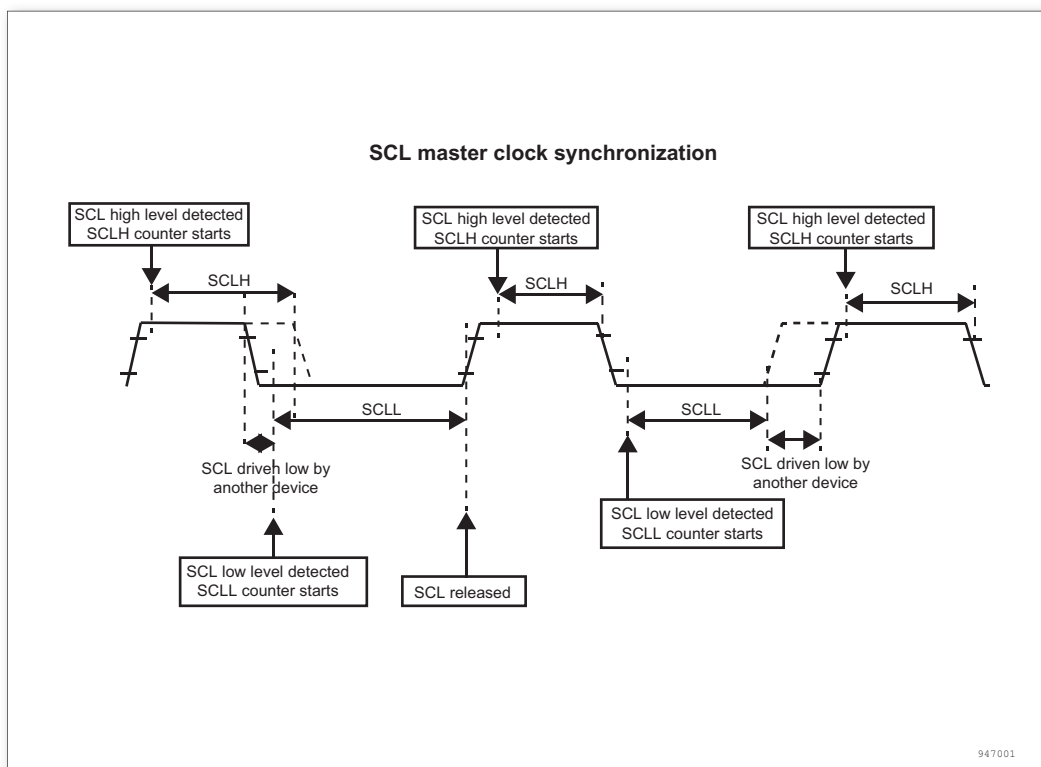 SCL master clock synchronization
SCL high level detected
SCLH counter starts
SCL high level detected
SCLH counter starts
SCL high level detected
SCLH counter starts
SCLH
SCLH
SCLH
SCLL
SCLL
SCL driven low by
another device
SCL driven low by
another device
SCL low level detected
SCLL counter starts
SCL low level detected
SCLL counter starts
SCL released
947001